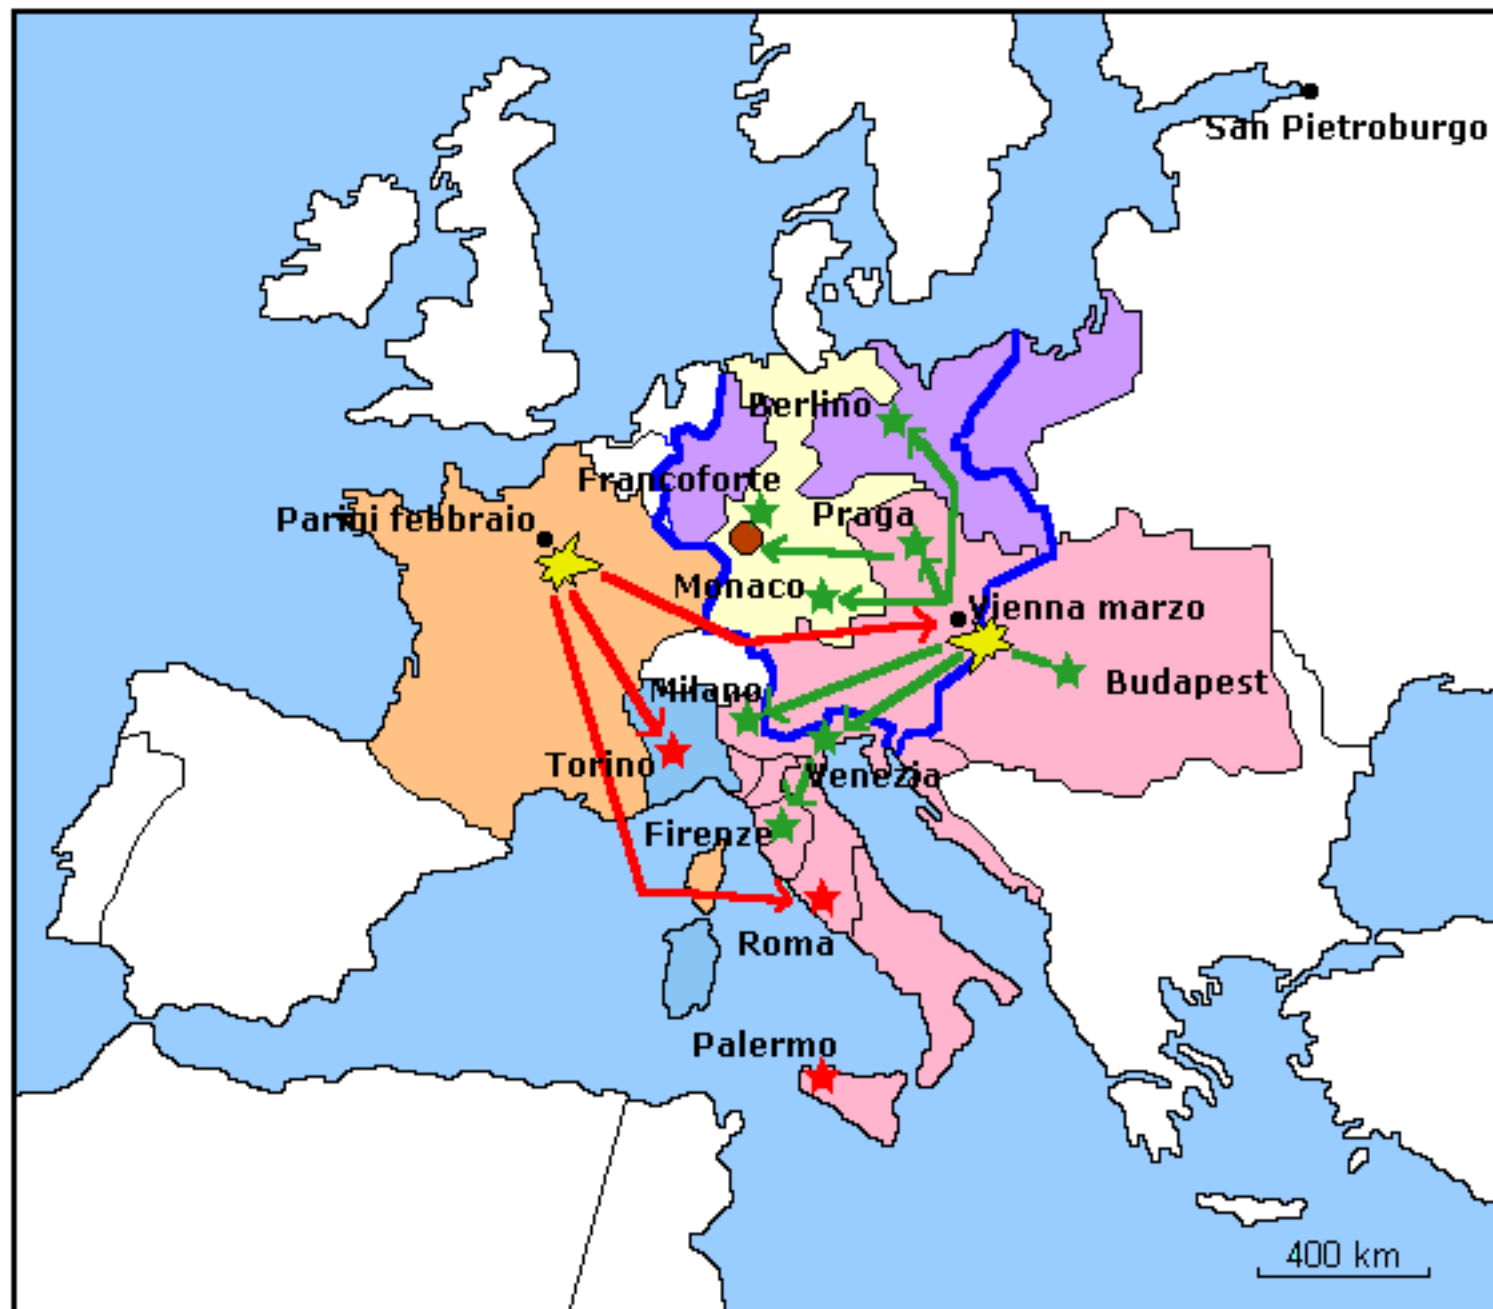 San Pietroburgo
Berlino
Francoforte
Parigi febbraio
Praga
Monaco
Vienna marzo
Milano
Budapest
Torino
Venezia
Firenze
Roma
Palermo
400 km